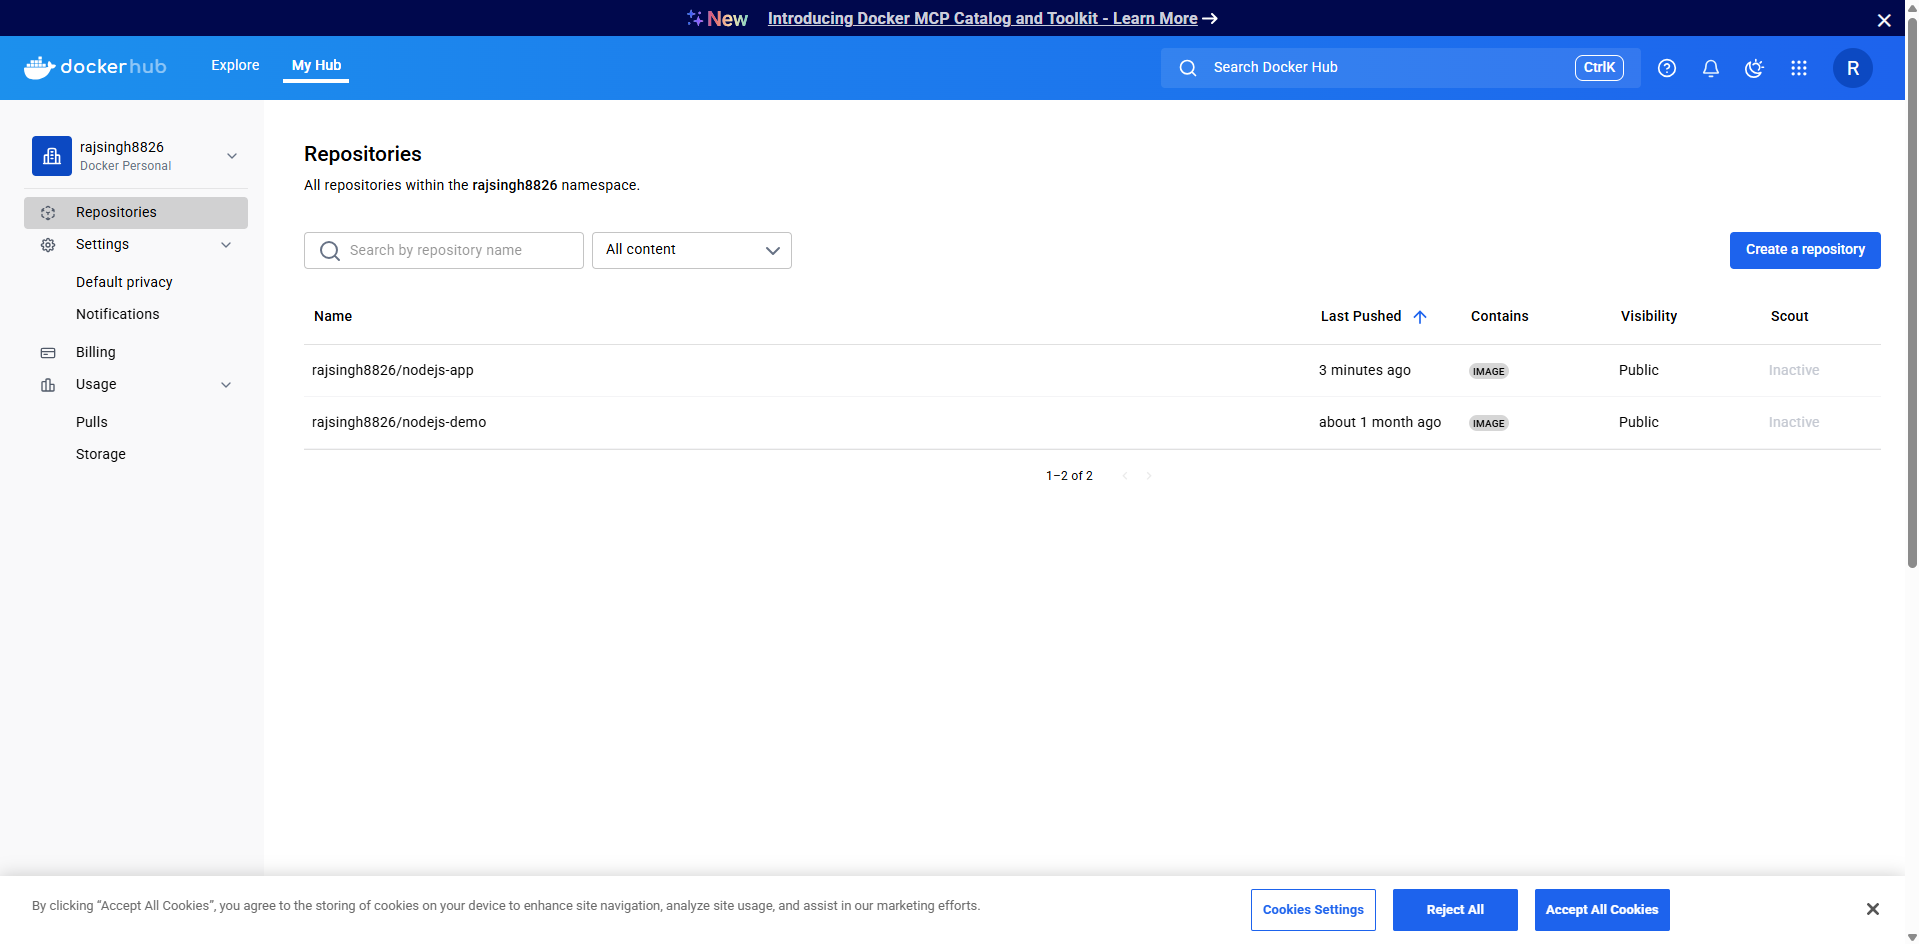 New Introducing Docker MCP Catalog and Toolkit - Learn More →
dockerhub Explore My Hub Search Docker Hub CtrlK R
rajsingh8826
Docker Personal
Repositories
Settings
Default privacy
Notifications
Billing
Usage
Pulls
Storage
Repositories
All repositories within the rajsingh8826 namespace.
Search by repository name All content Create a repository
Name Last Pushed Contains Visibility Scout
rajsingh8826/nodejs-app 3 minutes ago IMAGE Public Inactive
rajsingh8826/nodejs-demo about 1 month ago IMAGE Public Inactive
1–2 of 2
By clicking “Accept All Cookies”, you agree to the storing of cookies on your device to enhance site navigation, analyze site usage, and assist in our marketing efforts. Cookies Settings Reject All Accept All Cookies